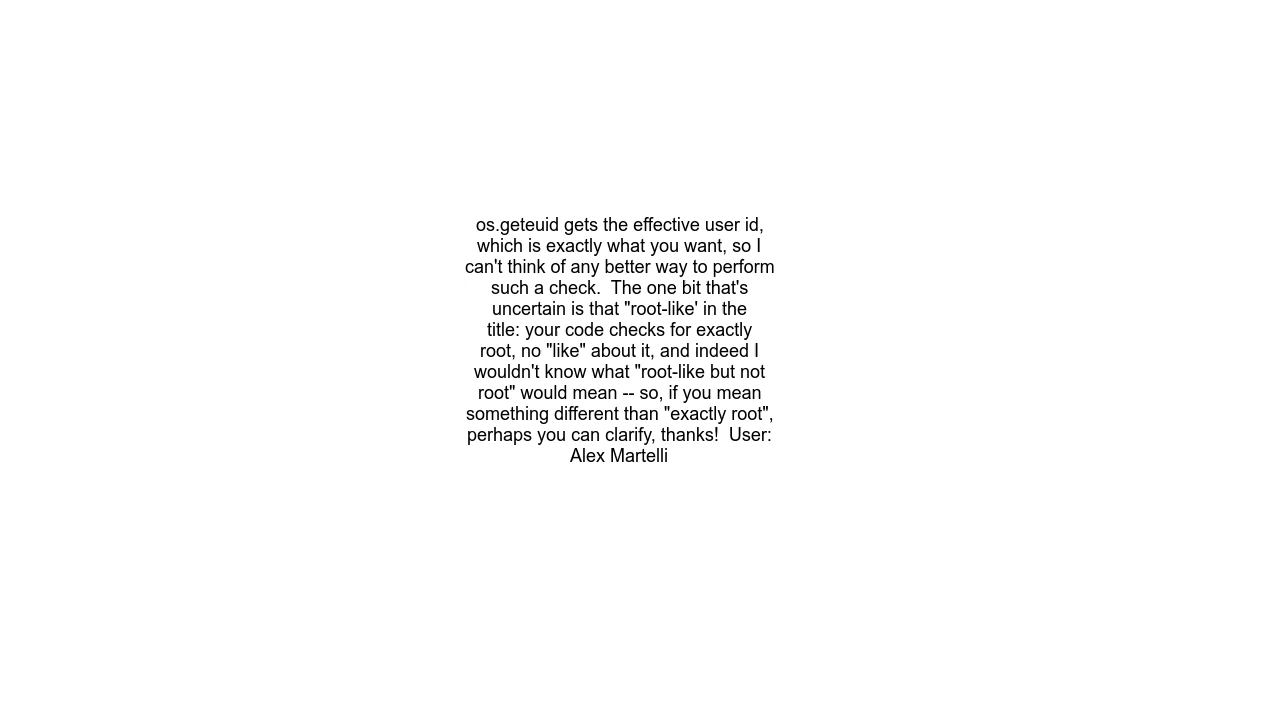 os.geteuid gets the effective user id,
which is exactly what you want, so I
can't think of any better way to perform
such a check.  The one bit that's
uncertain is that "root-like' in the
title: your code checks for exactly
root, no "like" about it, and indeed I
wouldn't know what "root-like but not
root" would mean -- so, if you mean
something different than "exactly root",
perhaps you can clarify, thanks!  User:
Alex Martelli